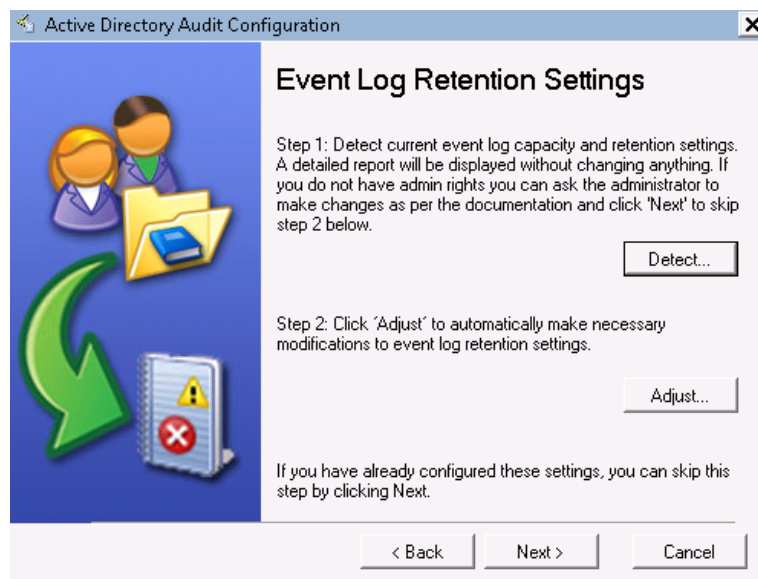 Active Directory Audit Configuration
Event Log Retention Settings
Step 1: Detect current event log capacity and retention settings.
A detailed report will be displayed without changing anything. If
you do not have admin rights you can ask the administrator to
make changes as per the documentation and click 'Next' to skip
step 2 below.
Detect...
Step 2: Click ´Adjust´ to automatically make necessary
modifications to event log retention settings.
Adjust...
If you have already configured these settings, you can skip this
step by clicking Next.
< Back
Next >
Cancel